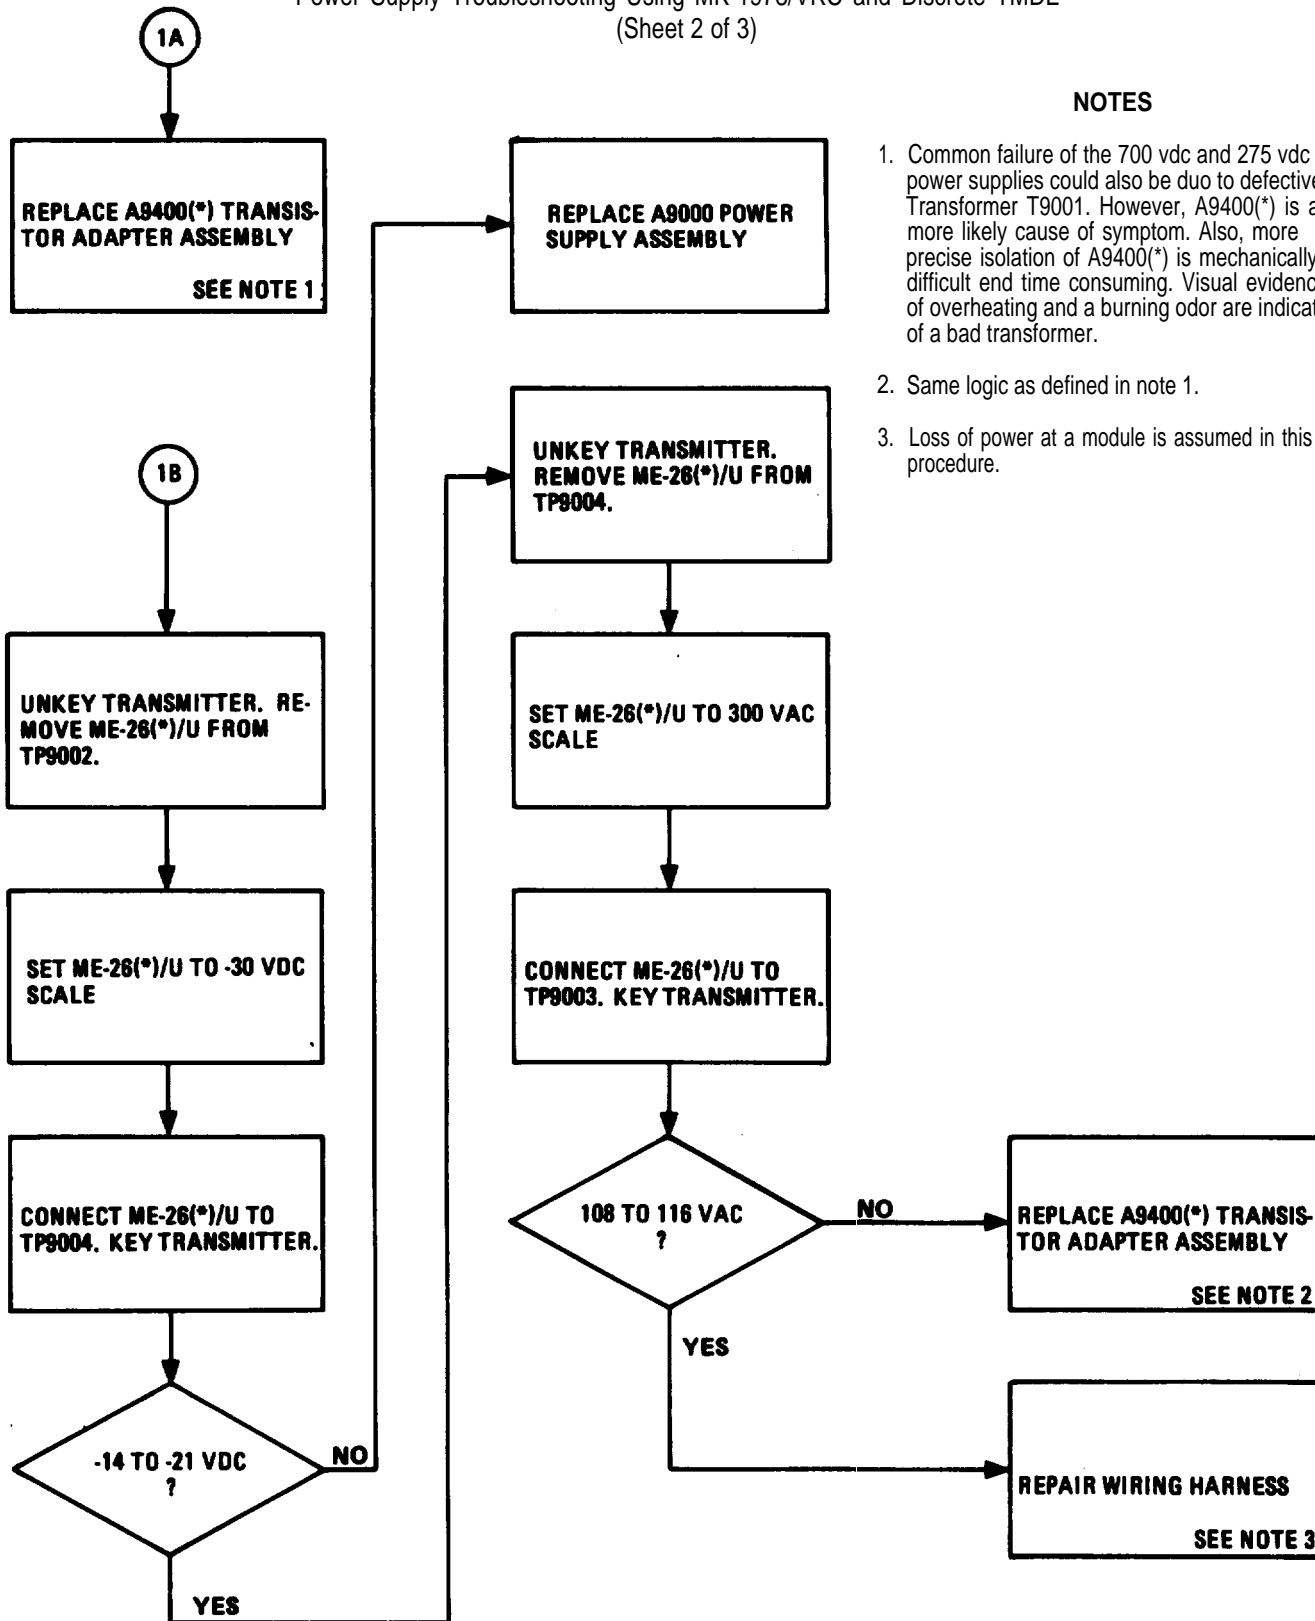 Power Supply Troubleshooting Using MK-1978/VRC and Discrete TMDE
(Sheet 2 of 3)
1A
REPLACE A9400(*) TRANSIS-
TOR ADAPTER ASSEMBLY
SEE NOTE 1
1B
UNKEY TRANSMITTER. RE-
MOVE ME-26(*)/U FROM
TP9002.
SET ME-26(*)/U TO -30 VDC
SCALE
CONNECT ME-26(*)/U TO
TP9004. KEY TRANSMITTER.
-14 TO -21 VDC
?
NO
YES
REPLACE A9000 POWER
SUPPLY ASSEMBLY
UNKEY TRANSMITTER.
REMOVE ME-26(*)/U FROM
TP9004.
SET ME-26(*)/U TO 300 VAC
SCALE
CONNECT ME-26(*)/U TO
TP9003. KEY TRANSMITTER.
108 TO 116 VAC
?
NO
YES
REPLACE A9400(*) TRANSIS-
TOR ADAPTER ASSEMBLY
SEE NOTE 2
REPAIR WIRING HARNESS
SEE NOTE 3
NOTES
1. Common failure of the 700 vdc and 275 vdc
power supplies could also be duo to defective
Transformer T9001. However, A9400(*) is a
more likely cause of symptom. Also, more
precise isolation of A9400(*) is mechanically
difficult end time consuming. Visual evidenc
of overheating and a burning odor are indicat
of a bad transformer.
2. Same logic as defined in note 1.
3. Loss of power at a module is assumed in this
procedure.